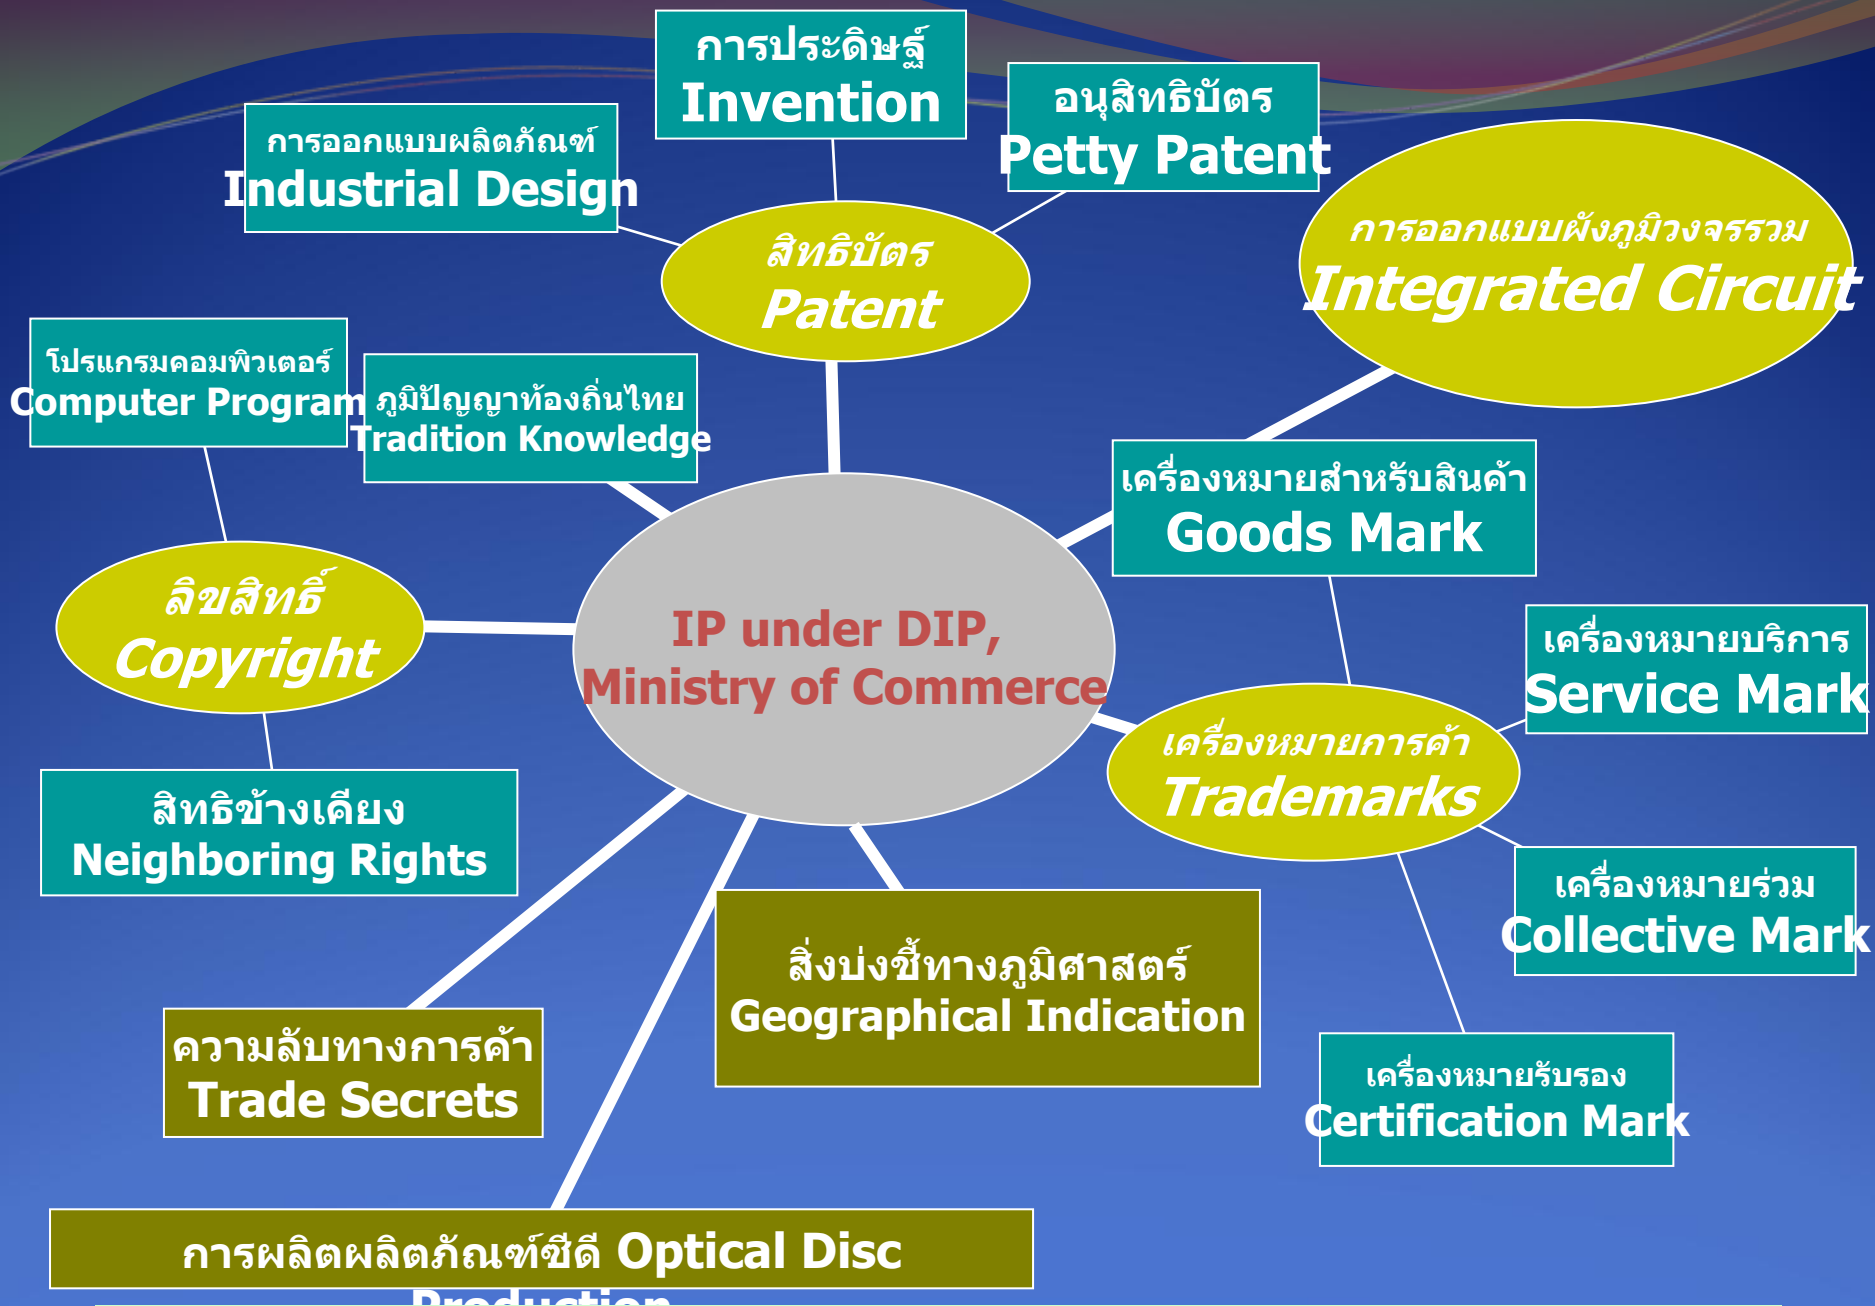 การประดิษฐ์
Invention
อนุสิทธิบัตร
Petty Patent
การออกแบบผลิตภัณฑ์
Industrial Design
สิทธิบัตร
Patent
การออกแบบผังภูมิวงจรรวม
Integrated Circuit
โปรแกรมคอมพิวเตอร์
Computer Program
ภูมิปัญญาท้องถิ่นไทย
Tradition Knowledge
เครื่องหมายสำหรับสินค้า
Goods Mark
ลิขสิทธิ์
Copyright
IP under DIP,
Ministry of Commerce
เครื่องหมายบริการ
Service Mark
เครื่องหมายการค้า
Trademarks
สิทธิข้างเคียง
Neighboring Rights
เครื่องหมายร่วม
Collective Mark
สิ่งบ่งชี้ทางภูมิศาสตร์
Geographical Indication
ความลับทางการค้า
Trade Secrets
เครื่องหมายรับรอง
Certification Mark
การผลิตผลิตภัณฑ์ซีดี Optical Disc
Production